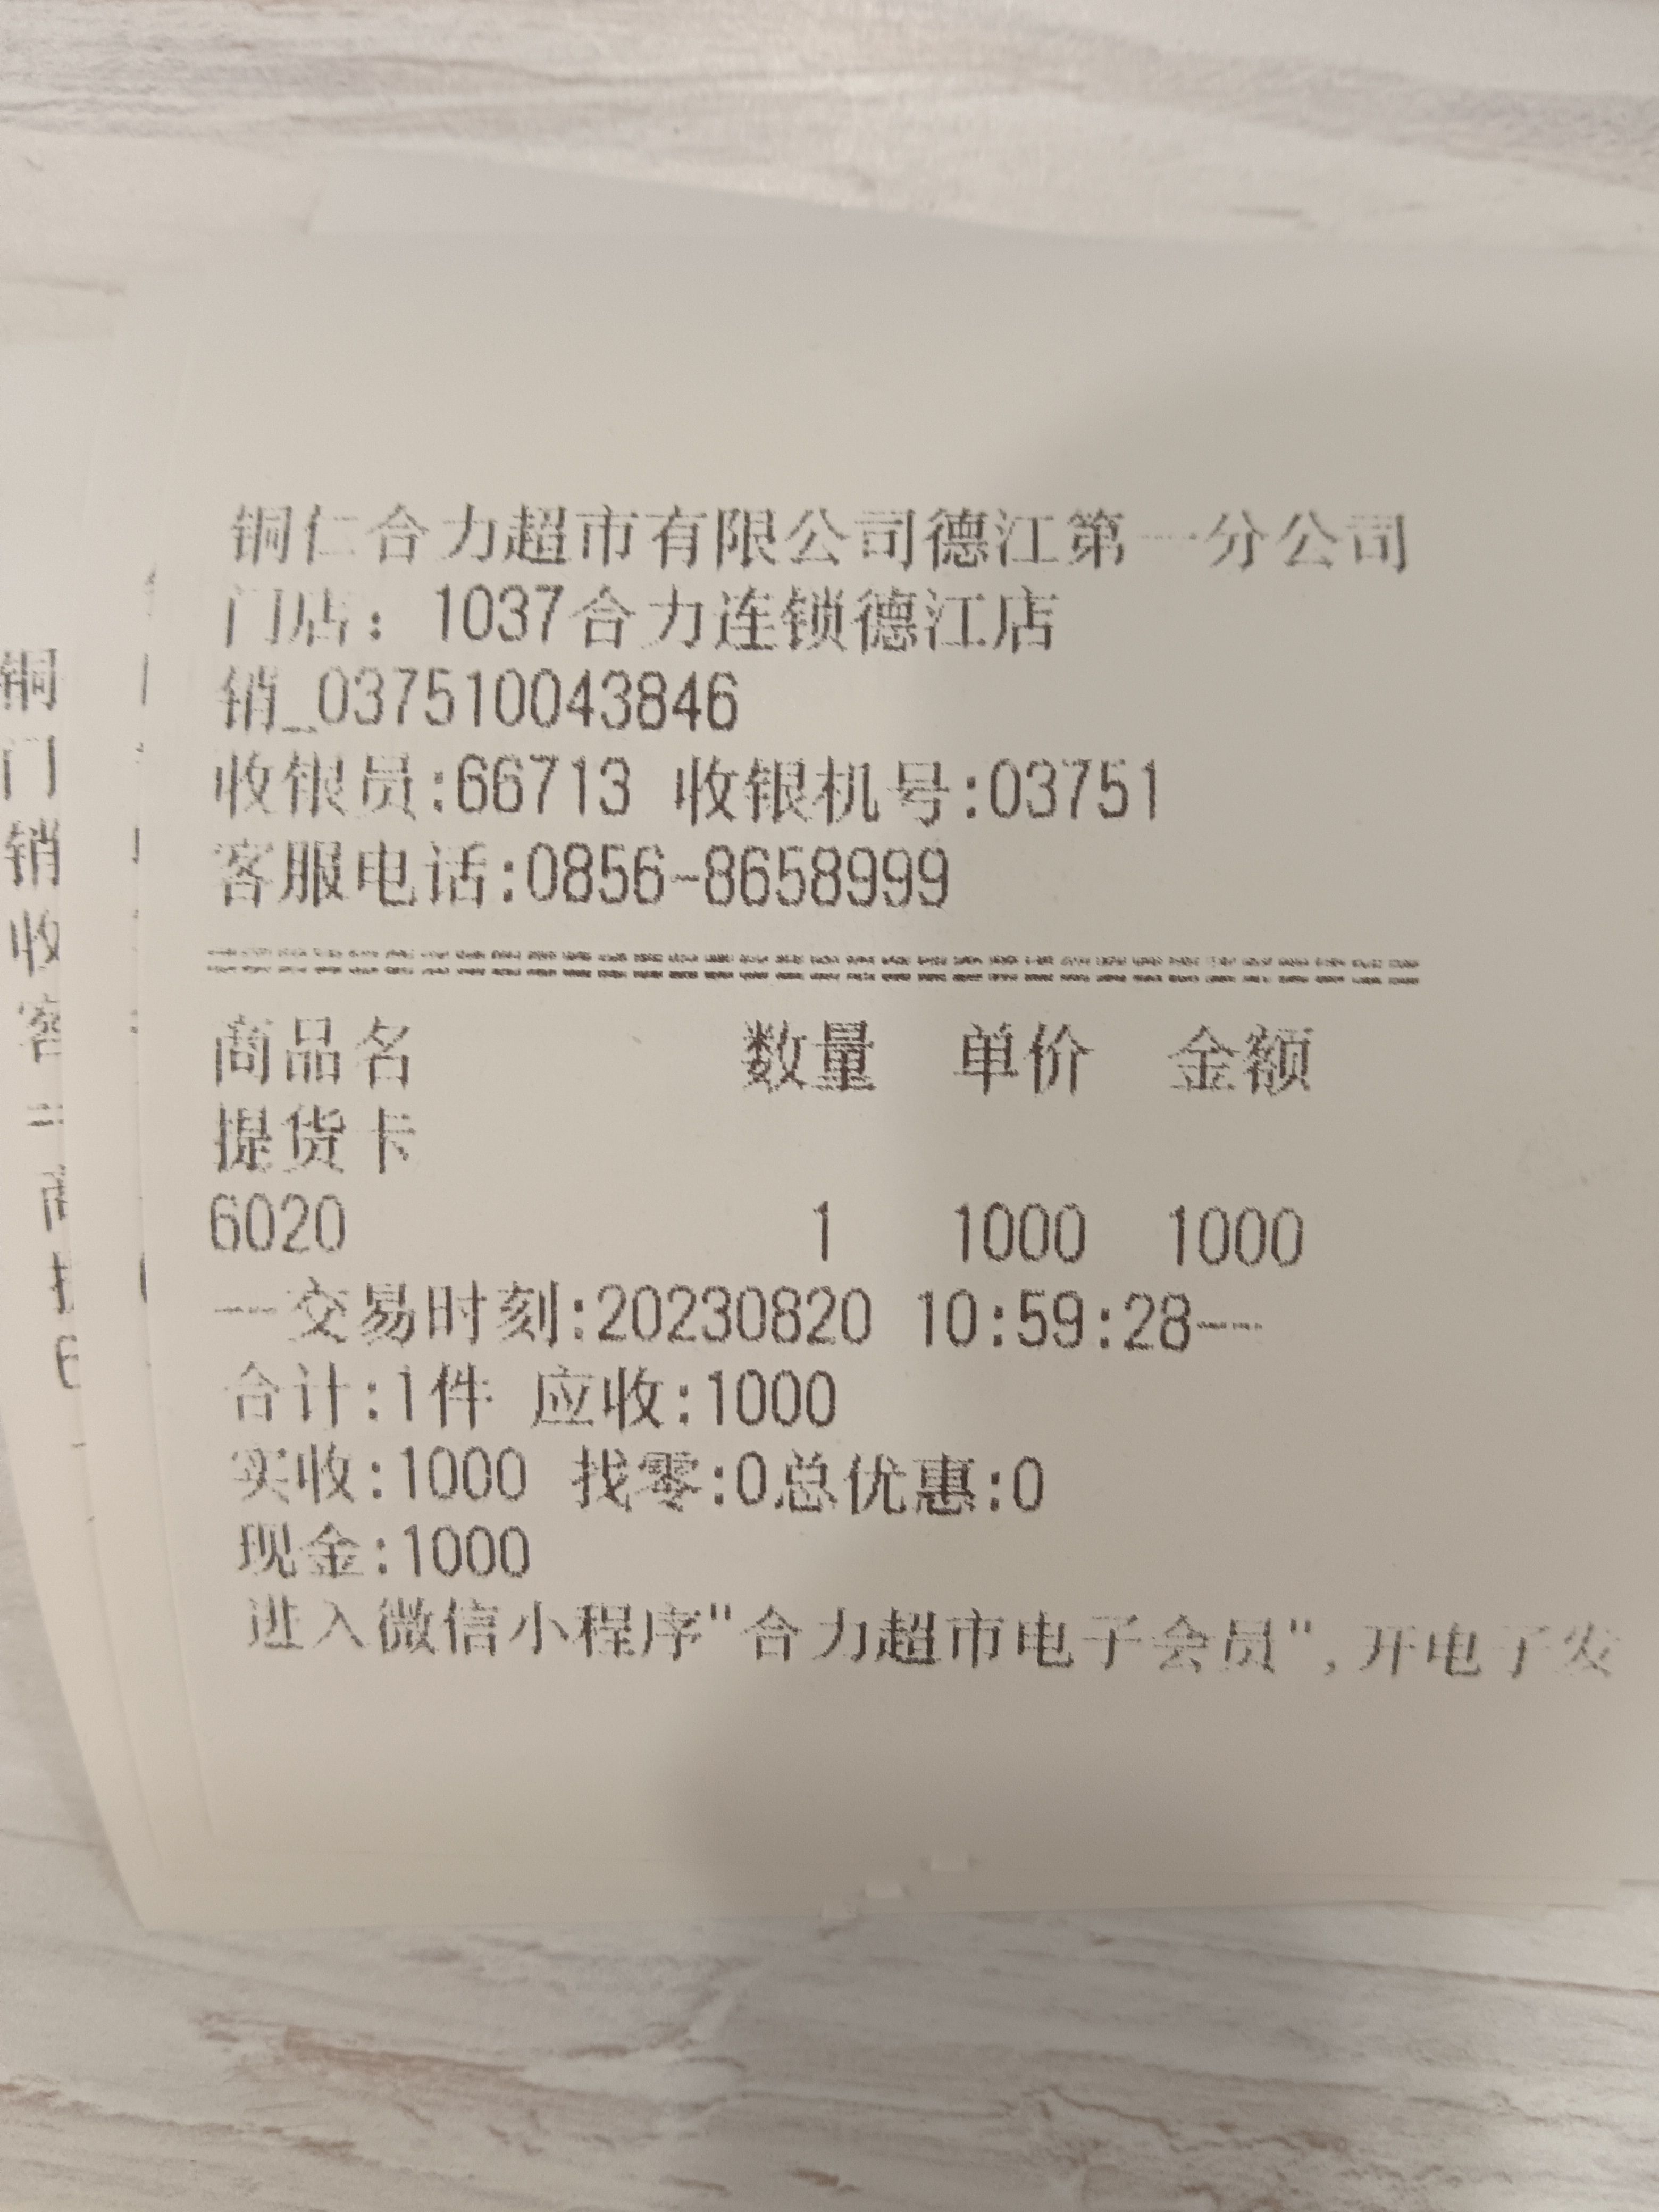 铜仁合力超市有限公司德江第一分公司
门店：1037合力连锁德江店
销_037510043846
收银员:66713 收银机号:03751
客服电话:0856-8658999
================================
商品名 数量 单价 金额
提货卡
6020 1 1000 1000
--交易时刻:20230820 10:59:28--
合计:1件 应收:1000
实收:1000 找零:0总优惠:0
现金:1000
进入微信小程序"合力超市电子会员",开电子发
铜
门
销
收
客